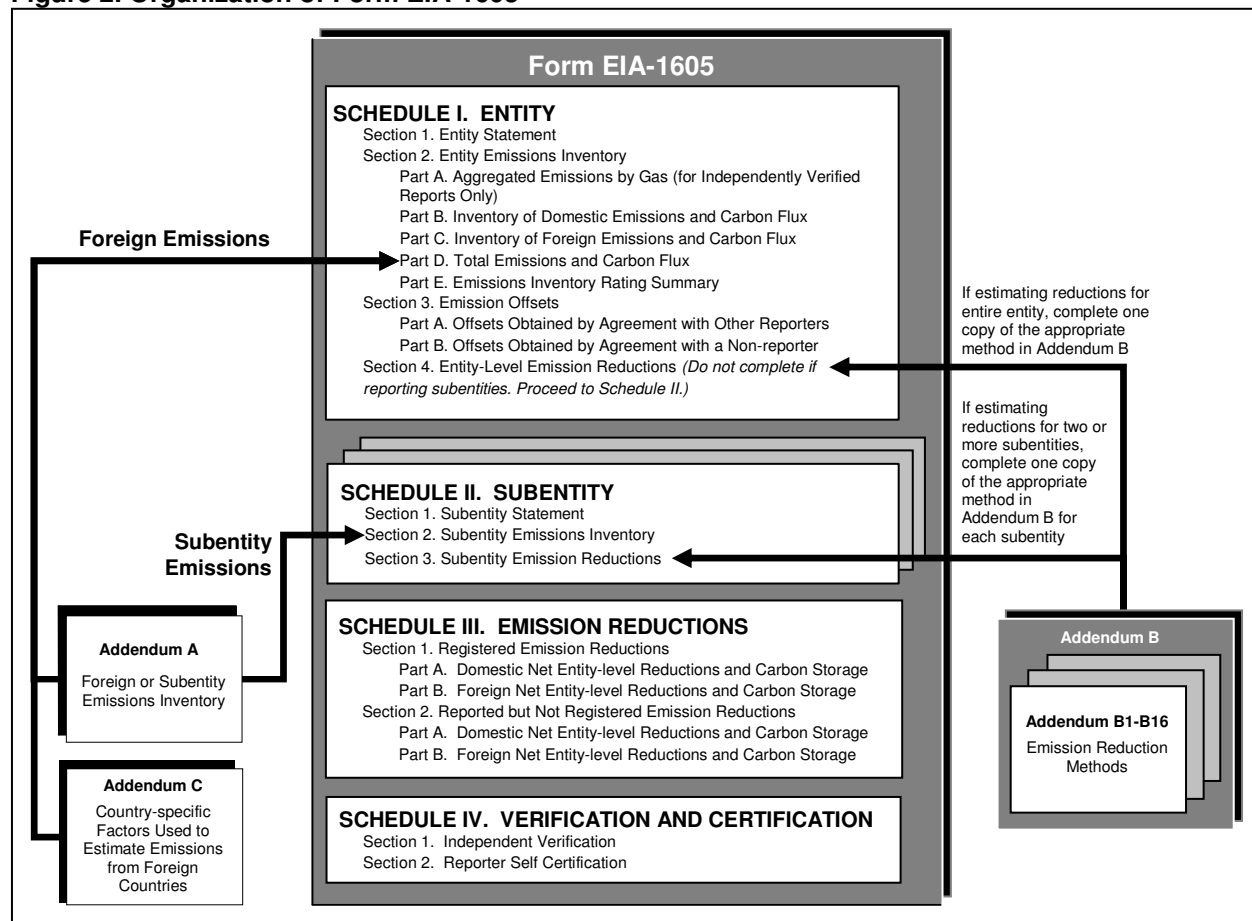 Form EIA-1605
SCHEDULE I. ENTITY
Section 1. Entity Statement
Section 2. Entity Emissions Inventory
Part A. Aggregated Emissions by Gas (for Independently Verified
Reports Only)
Part B. Inventory of Domestic Emissions and Carbon Flux
Part C. Inventory of Foreign Emissions and Carbon Flux
Part D. Total Emissions and Carbon Flux
Part E. Emissions Inventory Rating Summary
Section 3. Emission Offsets
Part A. Offsets Obtained by Agreement with Other Reporters
Part B. Offsets Obtained by Agreement with a Non-reporter
Section 4. Entity-Level Emission Reductions (Do not complete if
reporting subentities. Proceed to Schedule II.)
Foreign Emissions
If estimating reductions for
entire entity, complete one
copy of the appropriate
method in Addendum B
If estimating
reductions for two or
more subentities,
complete one copy
of the appropriate
method in
Addendum B for
each subentity
SCHEDULE II. SUBENTITY
Section 1. Subentity Statement
Section 2. Subentity Emissions Inventory
Section 3. Subentity Emission Reductions
Subentity
Emissions
SCHEDULE III. EMISSION REDUCTIONS
Section 1. Registered Emission Reductions
Part A. Domestic Net Entity-level Reductions and Carbon Storage
Part B. Foreign Net Entity-level Reductions and Carbon Storage
Section 2. Reported but Not Registered Emission Reductions
Part A. Domestic Net Entity-level Reductions and Carbon Storage
Part B. Foreign Net Entity-level Reductions and Carbon Storage
Addendum A
Foreign or Subentity
Emissions Inventory
Addendum C
Country-specific
Factors Used to
Estimate Emissions
from Foreign
Countries
Addendum B
Addendum B1-B16
Emission Reduction
Methods
SCHEDULE IV. VERIFICATION AND CERTIFICATION
Section 1. Independent Verification
Section 2. Reporter Self Certification